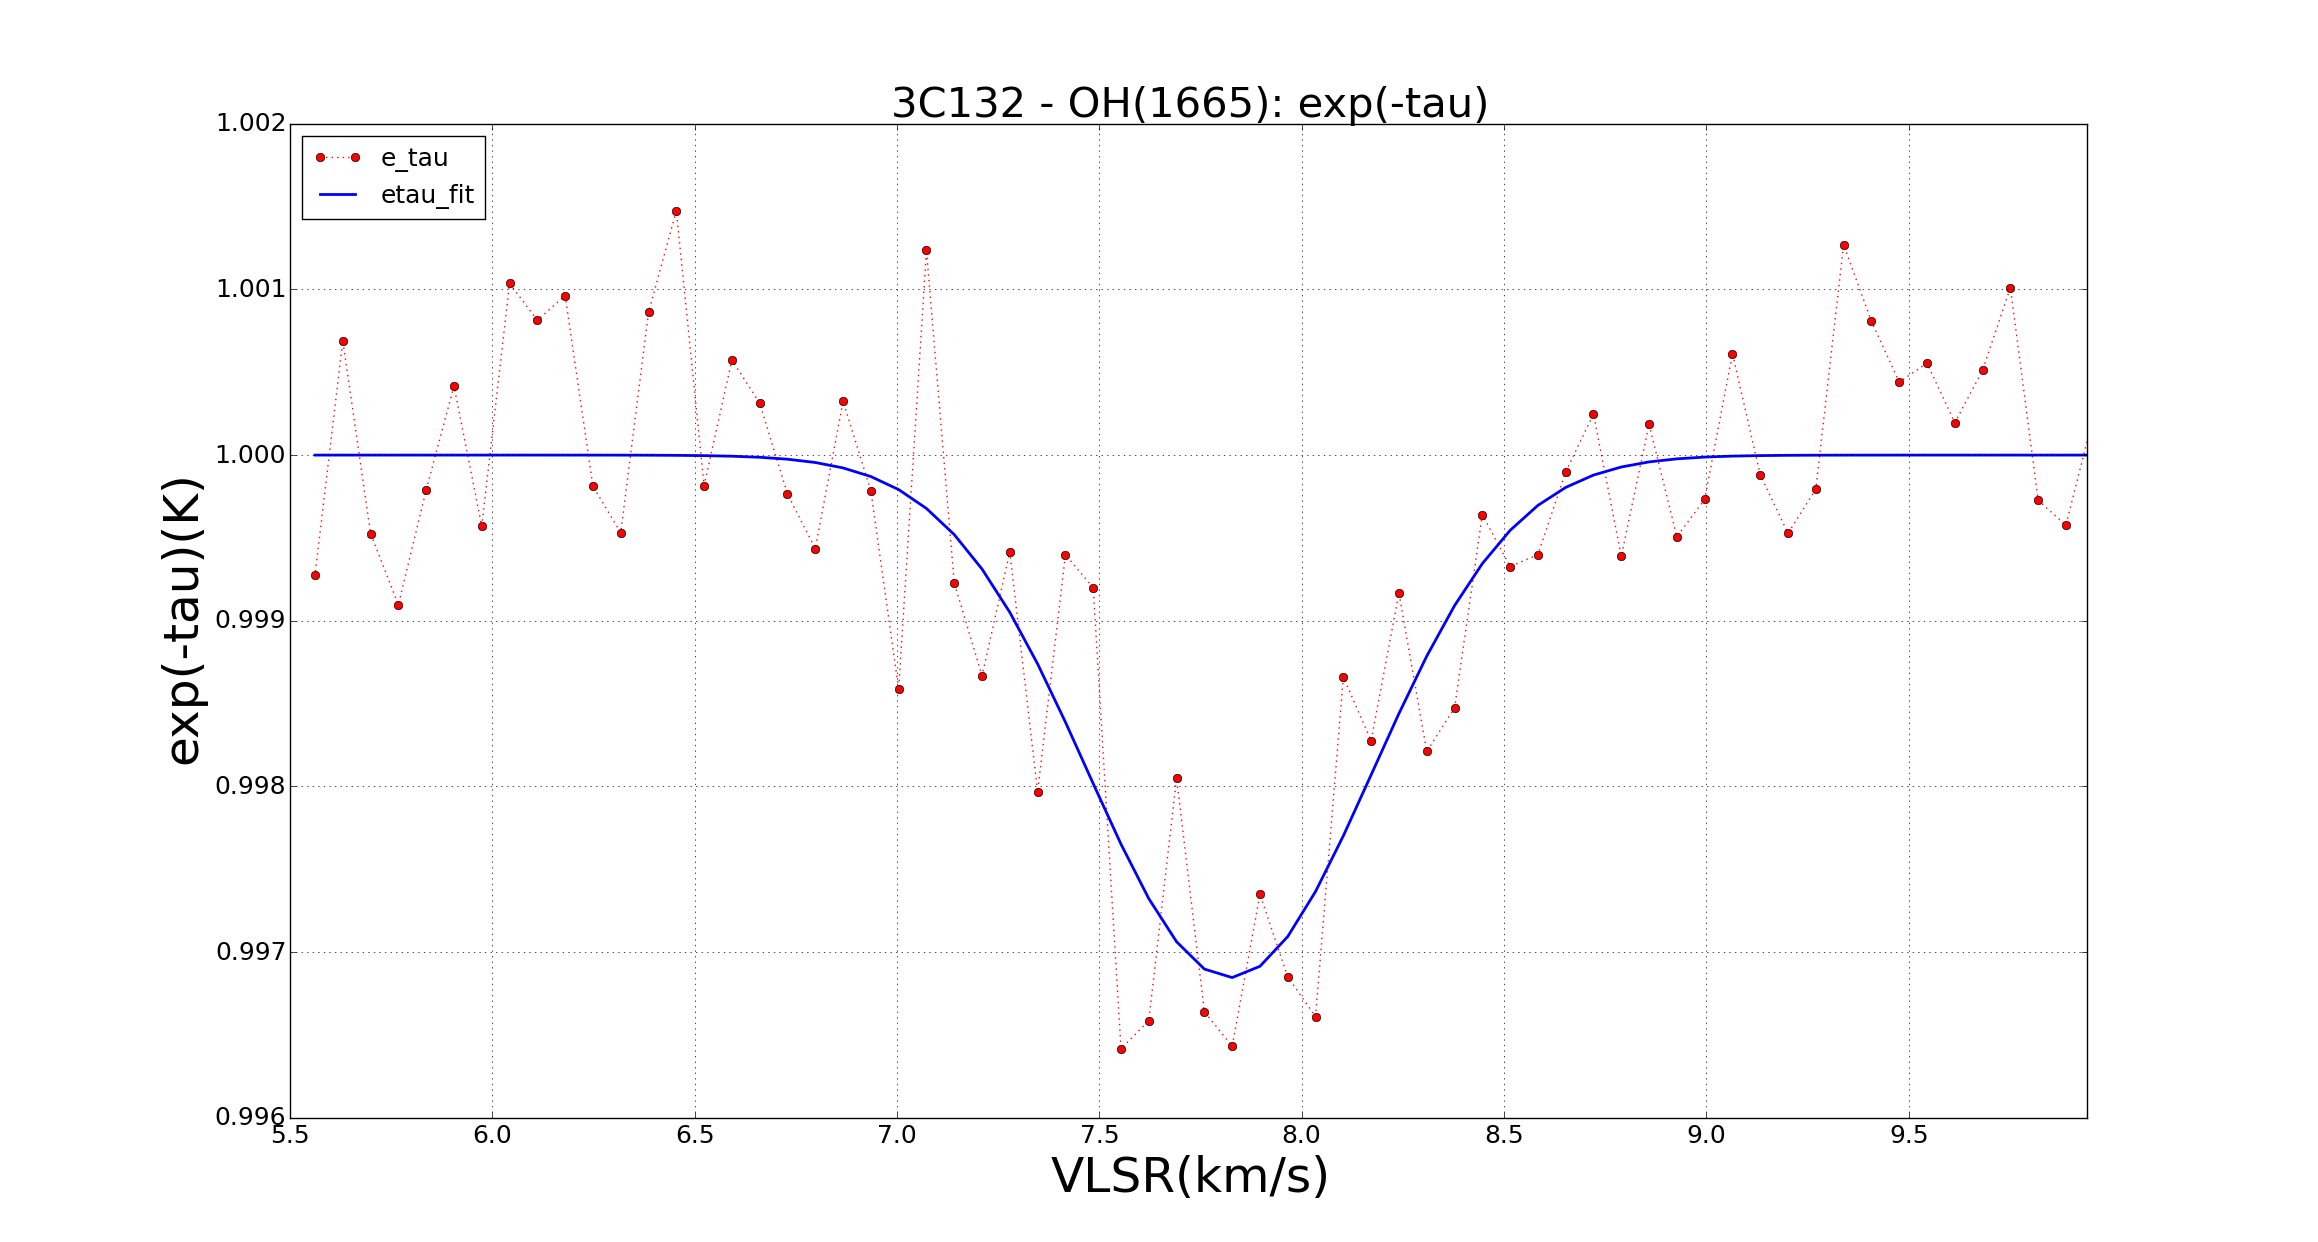 3C132 - OH(1665): exp(-tau)
1.002
e_tau
etau_fit
1.001
1.000
0.999
0.998
0.997
0.996
exp(-tau)(K)
5.5 6.0 6.5 7.0 7.5 8.0 8.5 9.0 9.5
VLSR(km/s)